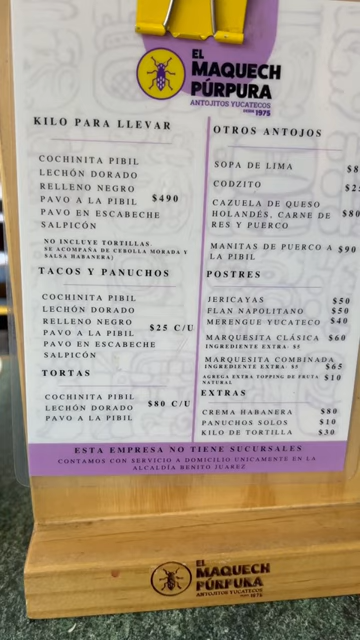 EL
MAQUECH
PÚRPURA
ANTOJITOS YUCATECOS
DESDE 1975
KILO PARA LLEVAR
COCHINITA PIBIL
LECHÓN DORADO
RELLENO NEGRO
PAVO A LA PIBIL $490
PAVO EN ESCABECHE
SALPICÓN
NO INCLUYE TORTILLAS.
SE ACOMPAÑA DE CEBOLLA MORADA Y
SALSA HABANERA)
TACOS Y PANUCHOS
COCHINITA PIBIL
LECHÓN DORADO
RELLENO NEGRO $25 C/U
PAVO A LA PIBIL
PAVO EN ESCABECHE
SALPICÓN
TORTAS
COCHINITA PIBIL
LECHÓN DORADO $80 C/U
PAVO A LA PIBIL
OTROS ANTOJOS
SOPA DE LIMA
CODZITO
CAZUELA DE QUESO
HOLANDÉS, CARNE DE
RES Y PUERCO
MANITAS DE PUERCO A $90
LA PIBIL
POSTRES
JERICAYAS $50
FLAN NAPOLITANO $50
MERENGUE YUCATECO $40
MARQUESITA CLÁSICA $60
INGREDIENTE EXTRA $5
MARQUESITA COMBINADA
INGREDIENTE EXTRA $5 $65
AGREGA EXTRA TOPPING DE FRUTA $10
NATURAL
EXTRAS
CREMA HABANERA $80
PANUCHOS SOLOS $10
KILO DE TORTILLA $30
ESTA EMPRESA NO TIENE SUCURSALES
CONTAMOS CON SERVICIO A DOMICILIO UNICAMENTE EN LA
ALCALDÍA BENITO JUAREZ
EL
MAQUECH
PÚRPURA
ANTOJITOS YUCATECOS
DESDE 1975